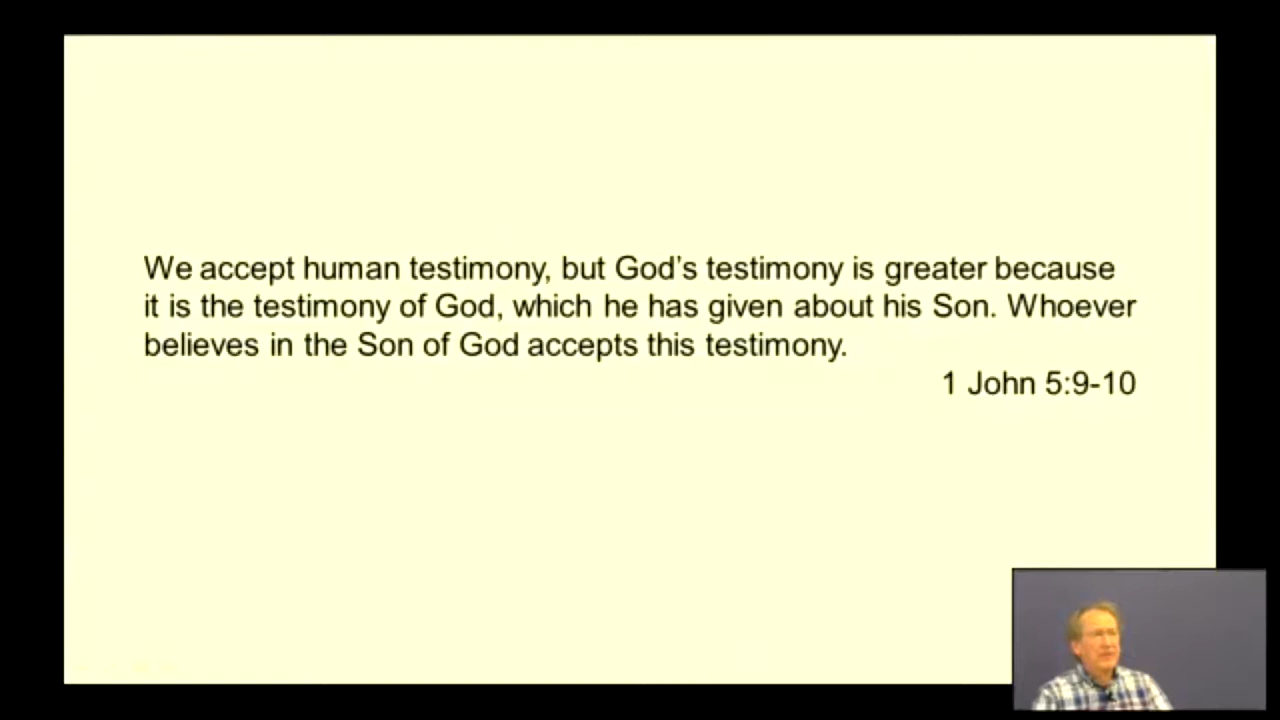 We accept human testimony, but God’s testimony is greater because
it is the testimony of God, which he has given about his Son. Whoever
believes in the Son of God accepts this testimony.
1 John 5:9-10